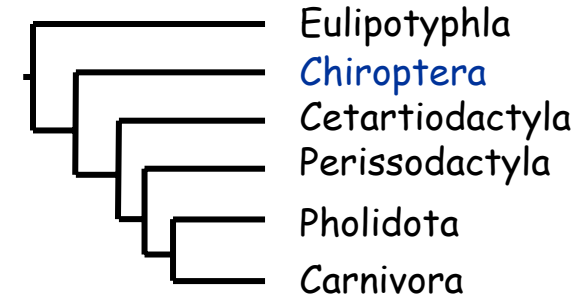 Eulipotyphla
Chiroptera
Cetartiodactyla
Perissodactyla
Pholidota
Carnivora